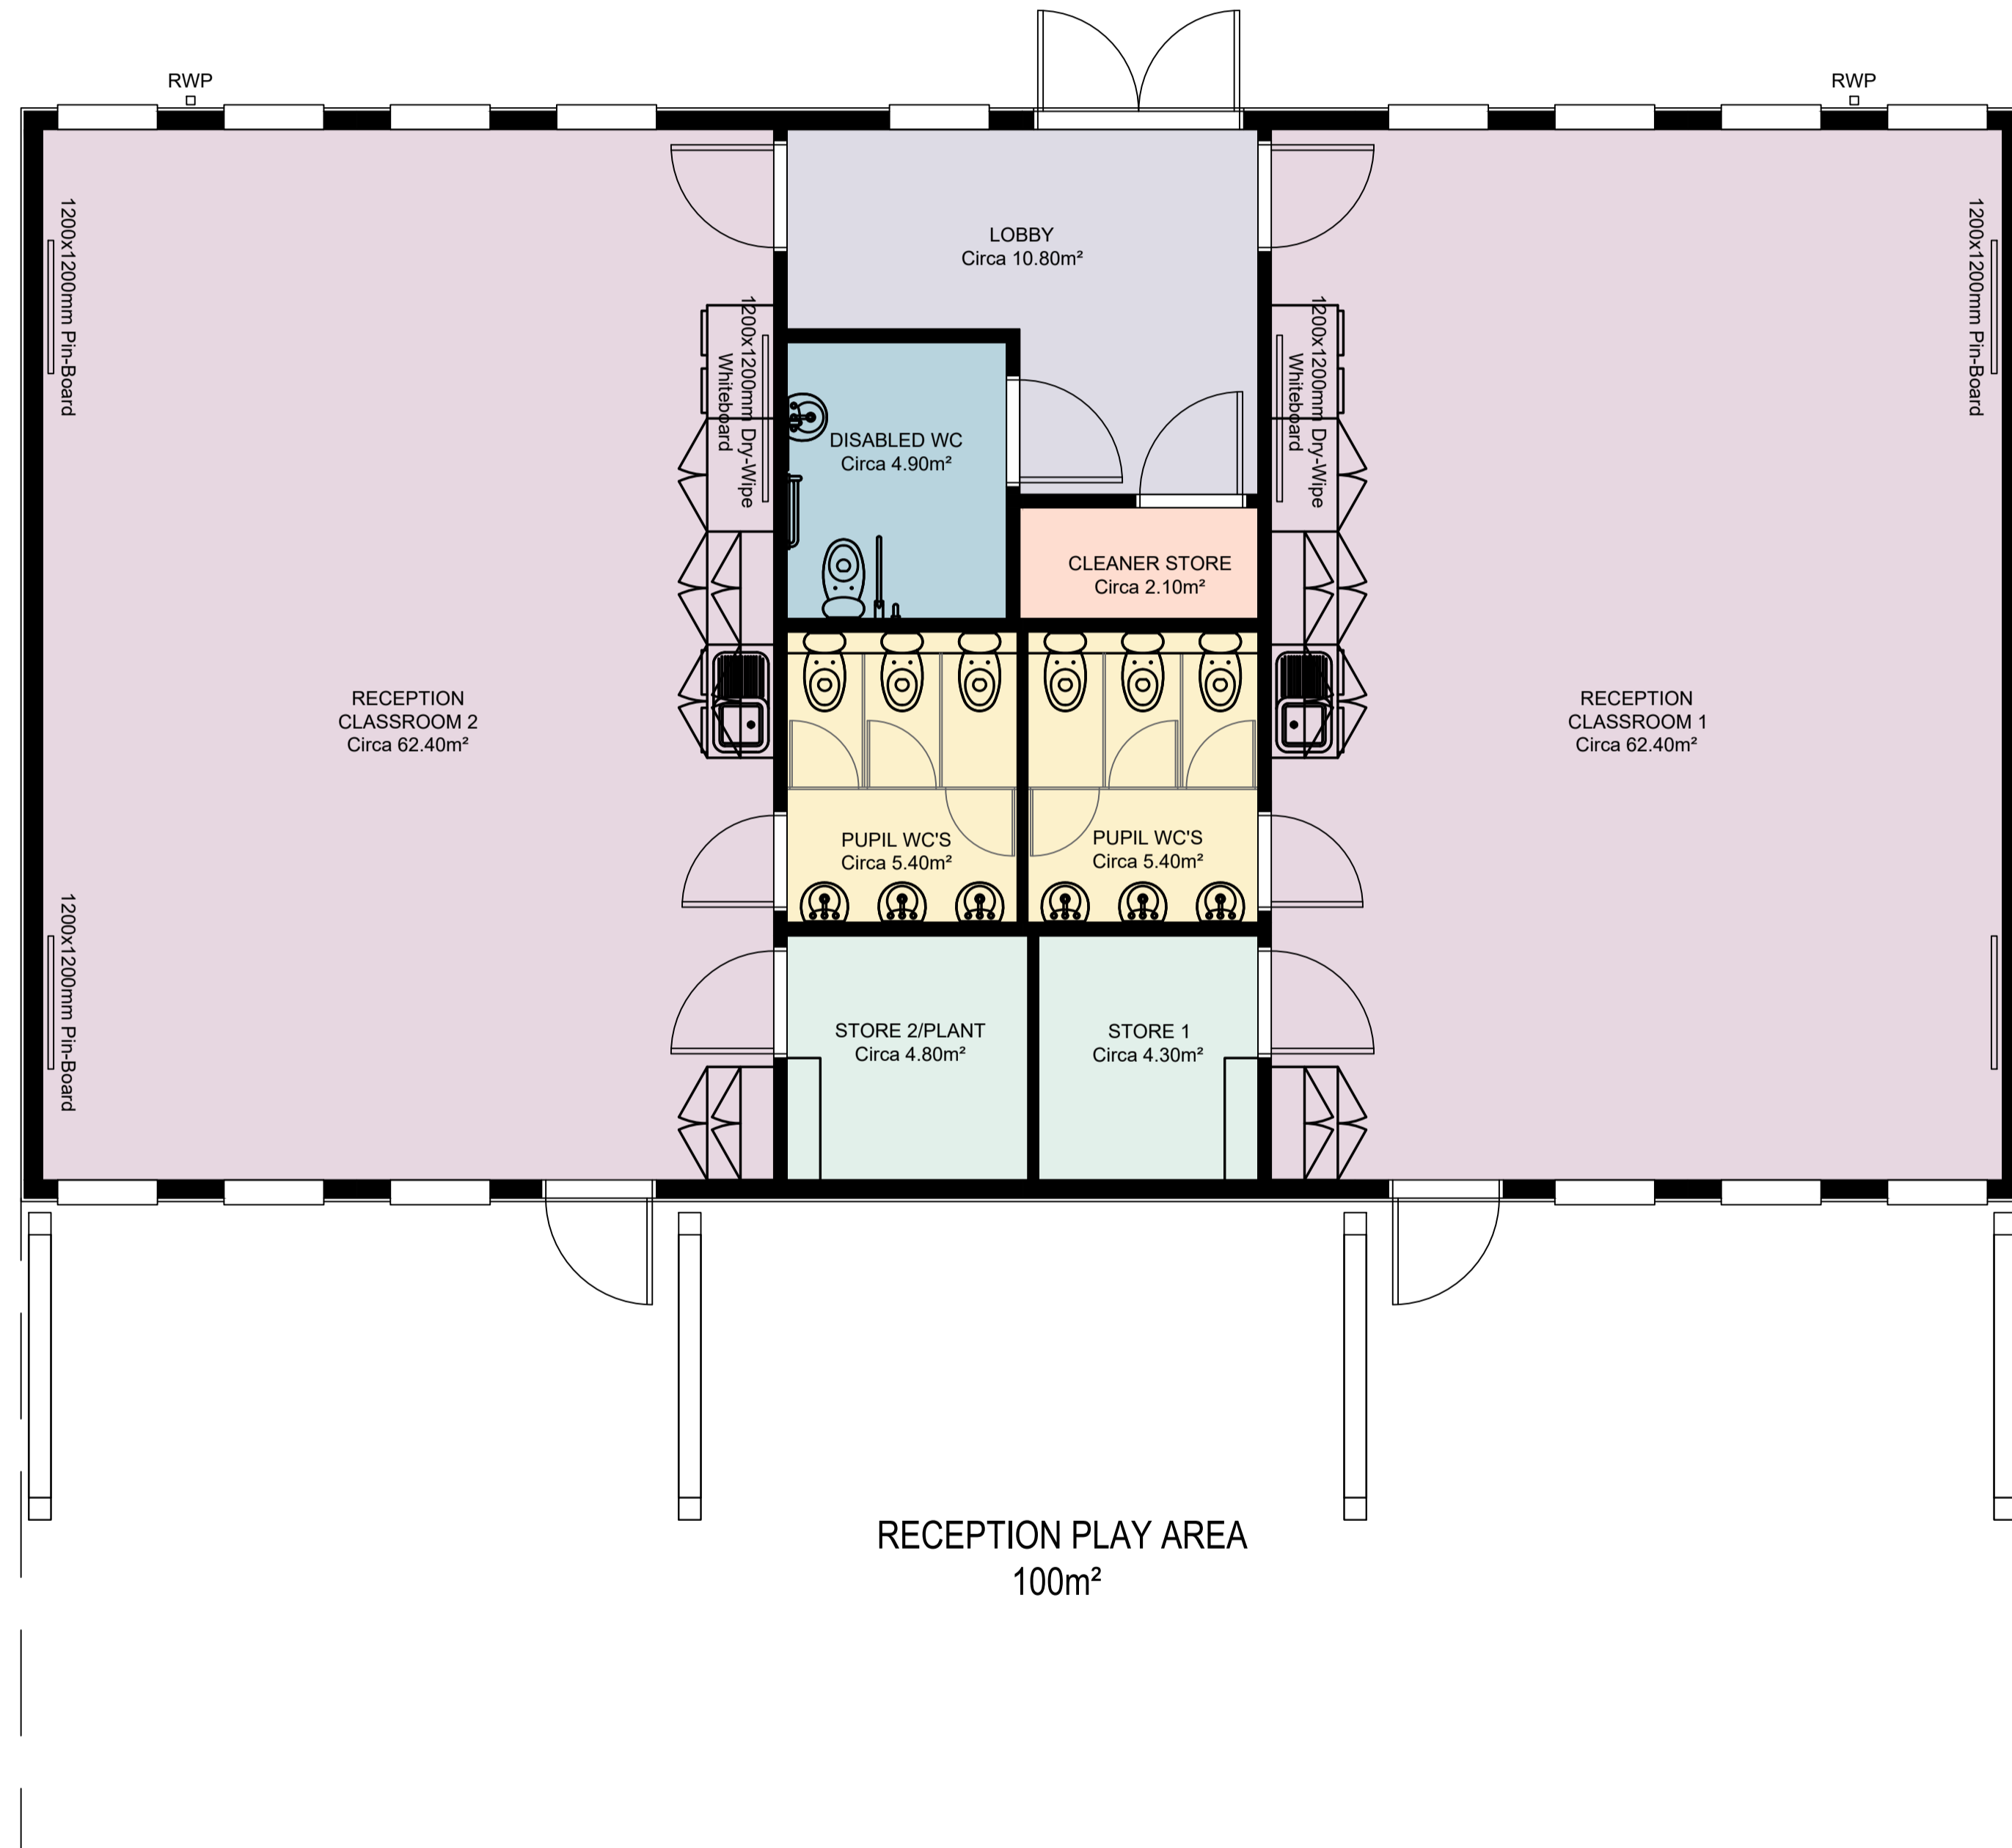 RWP
RWP
1200x1200mm Pin-Board
1200x1200mm Pin-Board
LOBBY
Circa 10.80m²
1200x1200mm Dry-Wipe
Whiteboard
1200x1200mm Dry-Wipe
Whiteboard
DISABLED WC
Circa 4.90m²
CLEANER STORE
Circa 2.10m²
RECEPTION
CLASSROOM 2
Circa 62.40m²
RECEPTION
CLASSROOM 1
Circa 62.40m²
PUPIL WC'S
Circa 5.40m²
PUPIL WC'S
Circa 5.40m²
1200x1200mm Pin-Board
STORE 2/PLANT
Circa 4.80m²
STORE 1
Circa 4.30m²
RECEPTION PLAY AREA
100m²